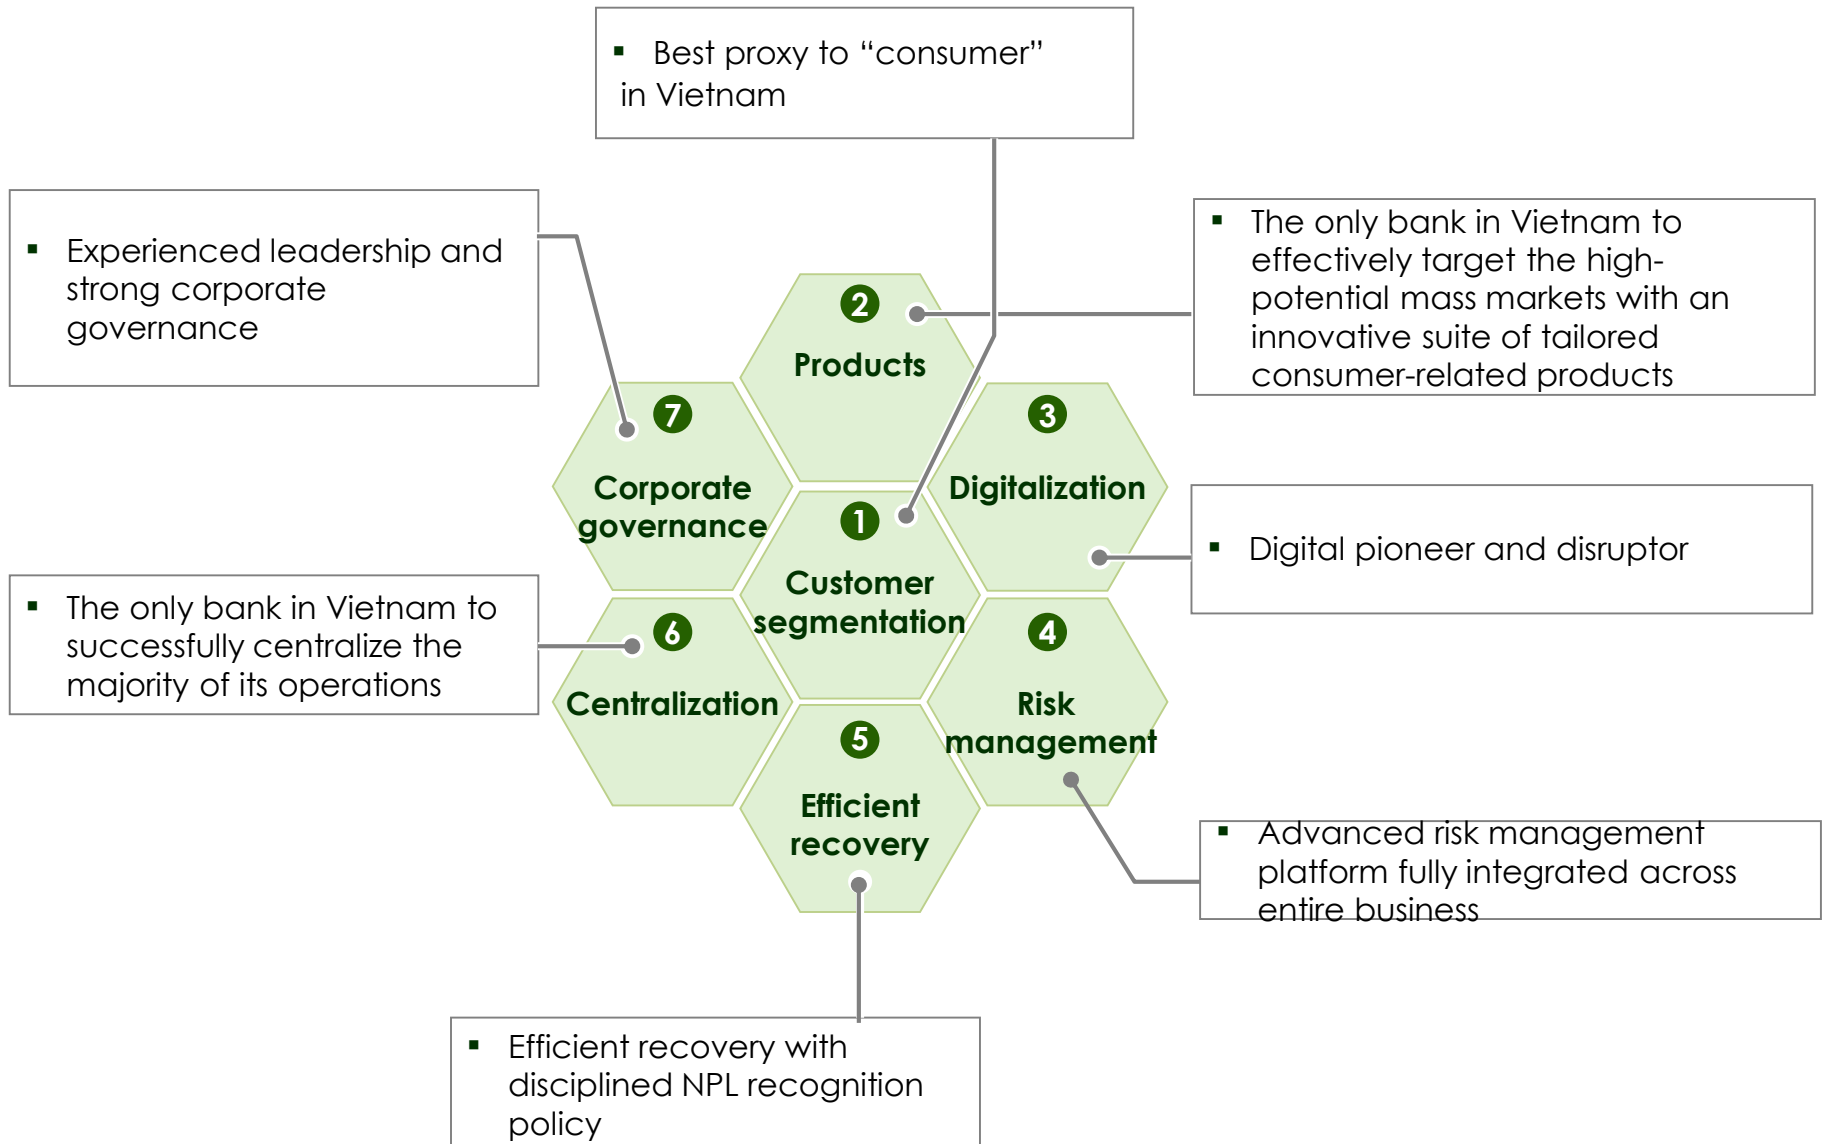 ▪ Best proxy to “consumer”
in Vietnam
▪ Experienced leadership and
strong corporate
governance
▪ The only bank in Vietnam to
effectively target the high-
potential mass markets with an
innovative suite of tailored
consumer-related products
2
Products
7
Corporate
governance
3
Digitalization
1
Customer
segmentation
▪ Digital pioneer and disruptor
▪ The only bank in Vietnam to
successfully centralize the
majority of its operations
6
Centralization
4
Risk
management
5
Efficient
recovery
▪ Advanced risk management
platform fully integrated across
entire business
▪ Efficient recovery with
disciplined NPL recognition
policy